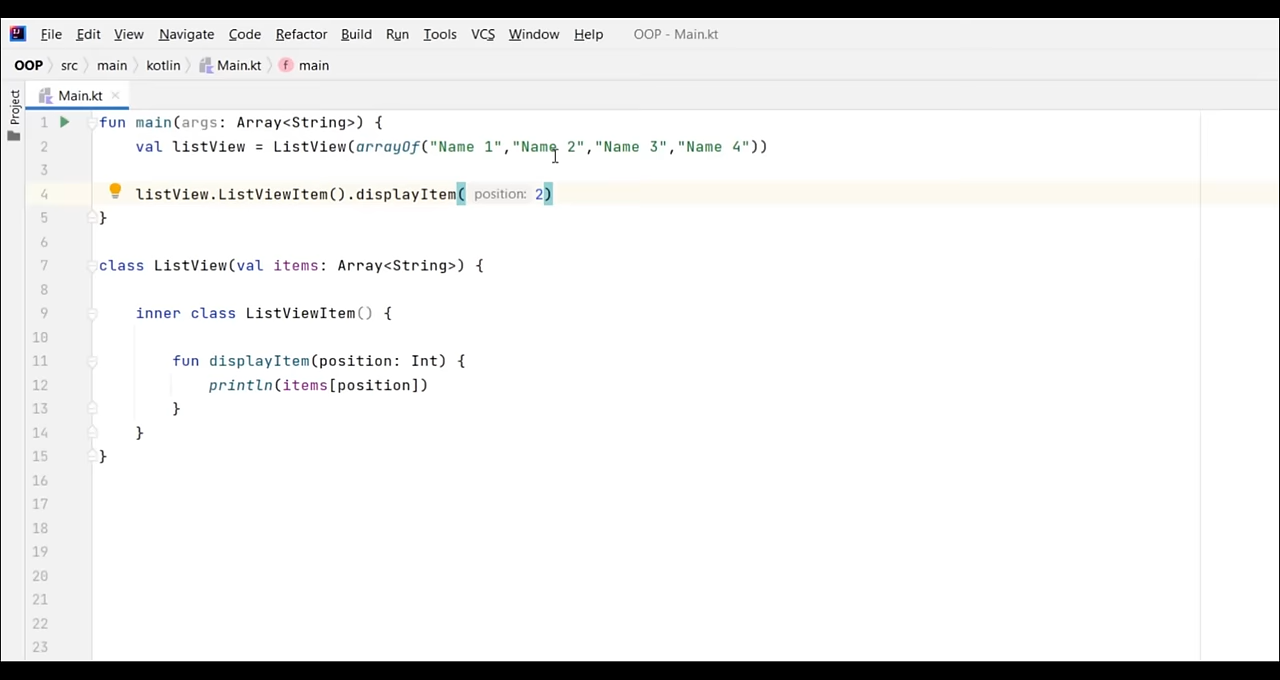 File Edit View Navigate Code Refactor Build Run Tools VCS Window Help OOP - Main.kt
OOP src main kotlin Main.kt f main
Project
Main.kt
1 fun main(args: Array<String>) {
2 val listView = ListView(arrayOf("Name 1","Name 2","Name 3","Name 4"))
3
4 listView.ListViewItem().displayItem( position: 2)
5 }
6
7 class ListView(val items: Array<String>) {
8
9 inner class ListViewItem() {
10
11 fun displayItem(position: Int) {
12 println(items[position])
13 }
14 }
15 }
16
17
18
19
20
21
22
23